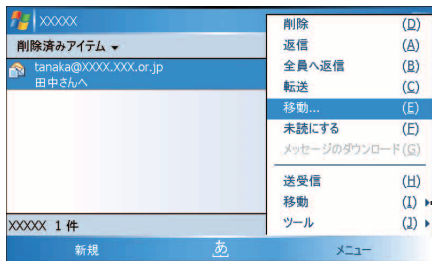 XXXXX
削除済みアイテム
tanaka@XXXX.XXX.or.jp
田中さんへ
削除 (D)
返信 (A)
全員へ返信 (B)
転送 (C)
移動... (E)
未読にする (F)
メッセージのダウンロード (G)
送受信 (H)
移動 (I)
ツール (J)
XXXXX 1 件
新規
あ
メニュー